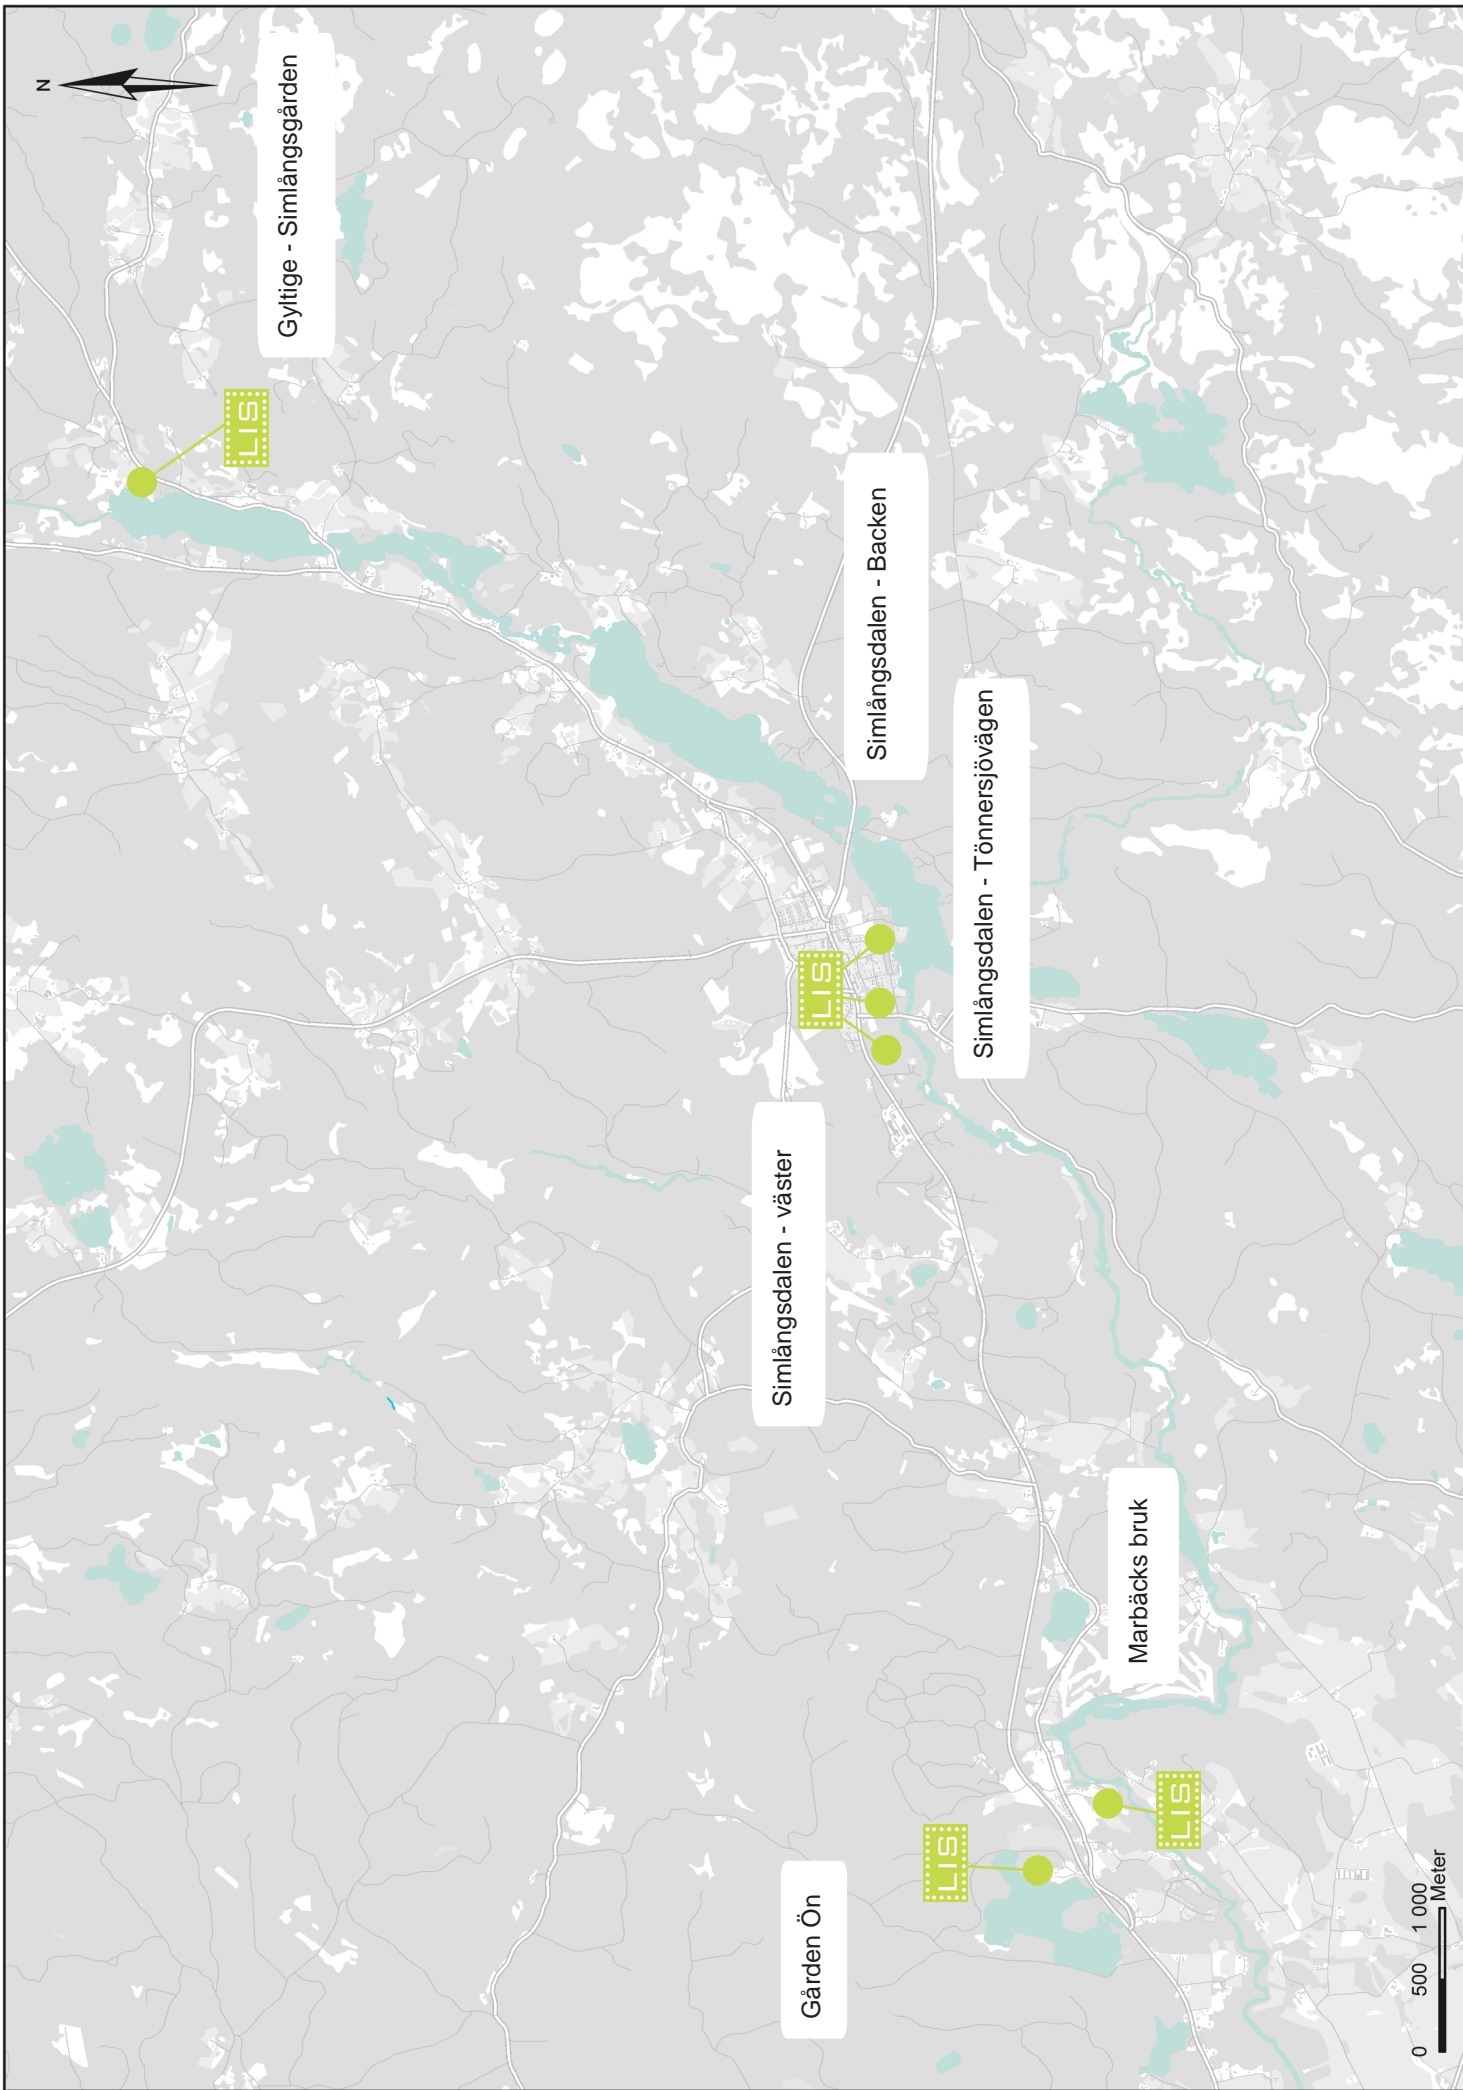 N
Gyltige - Simlångsgården
LIS
Simlångsdalen - Backen
LIS
Simlångsdalen - Tönnersjövägen
Simlångsdalen - väster
Marbäcks bruk
LIS
LIS
Gården Ön
0 500 1 000
Meter